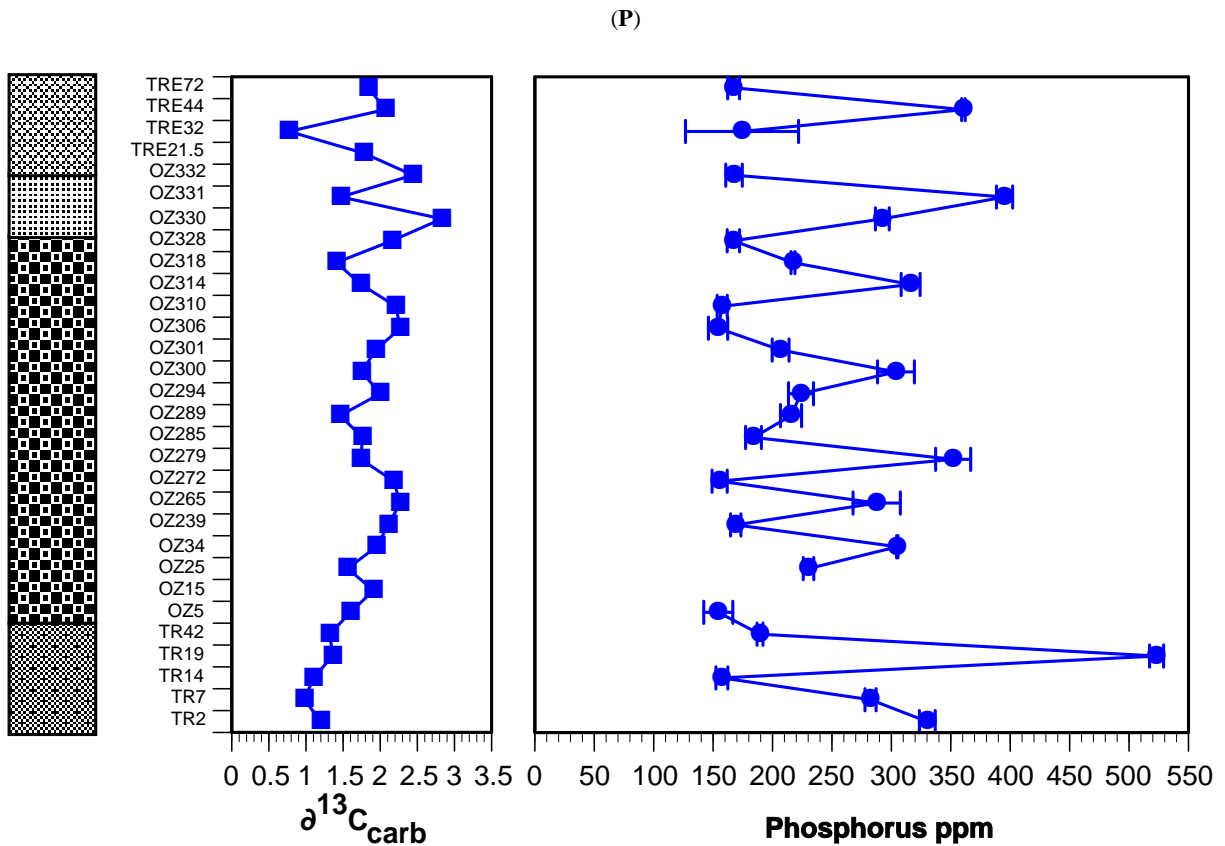 (P)
TRE72
TRE44
TRE32
TRE21.5
OZ332
OZ331
OZ330
OZ328
OZ318
OZ314
OZ310
OZ306
OZ301
OZ300
OZ294
OZ289
OZ285
OZ279
OZ272
OZ265
OZ239
OZ34
OZ25
OZ15
OZ5
TR42
TR19
TR14
TR7
TR2
0 0.5 1 1.5 2 2.5 3 3.5
∂13Ccarb
0 50 100 150 200 250 300 350 400 450 500 550
Phosphorus ppm